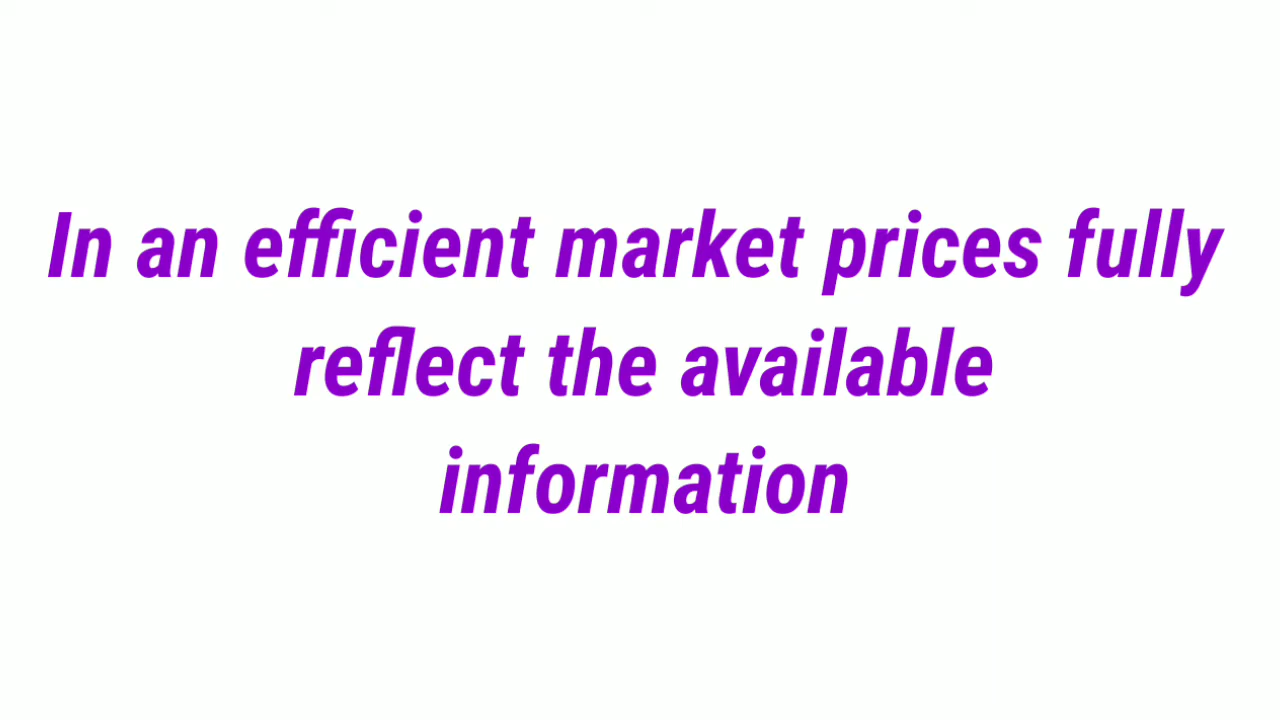 In an efficient market prices fully
reflect the available
information